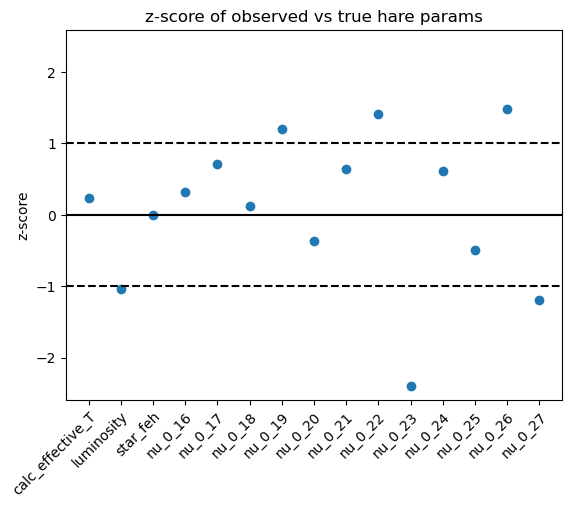 z-score of observed vs true hare params
z-score
2
1
0
−1
−2
calc_effective_T
luminosity
star_feh
nu_0_16
nu_0_17
nu_0_18
nu_0_19
nu_0_20
nu_0_21
nu_0_22
nu_0_23
nu_0_24
nu_0_25
nu_0_26
nu_0_27